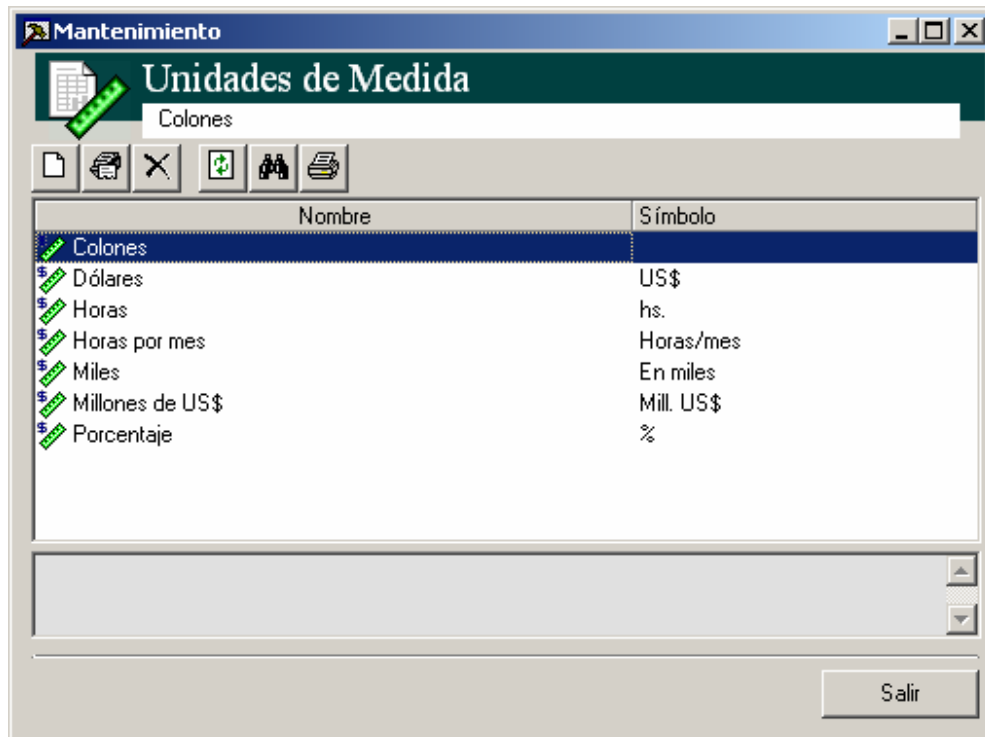 Mantenimiento
Unidades de Medida
Colones
Nombre Símbolo
Colones
Dólares US$
Horas hs.
Horas por mes Horas/mes
Miles En miles
Millones de US$ Mill. US$
Porcentaje %
Salir